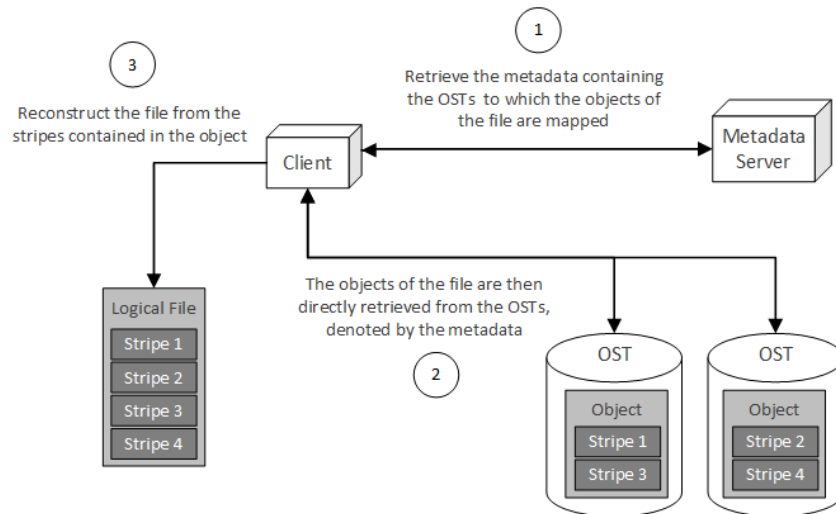 1
Retrieve the metadata containing
the OSTs to which the objects of
the file are mapped
3
Reconstruct the file from the
stripes contained in the object
Client
Metadata
Server
The objects of the file are then
directly retrieved from the OSTs,
denoted by the metadata
2
Logical File
Stripe 1
Stripe 2
Stripe 3
Stripe 4
OST
Object
Stripe 1
Stripe 3
OST
Object
Stripe 2
Stripe 4